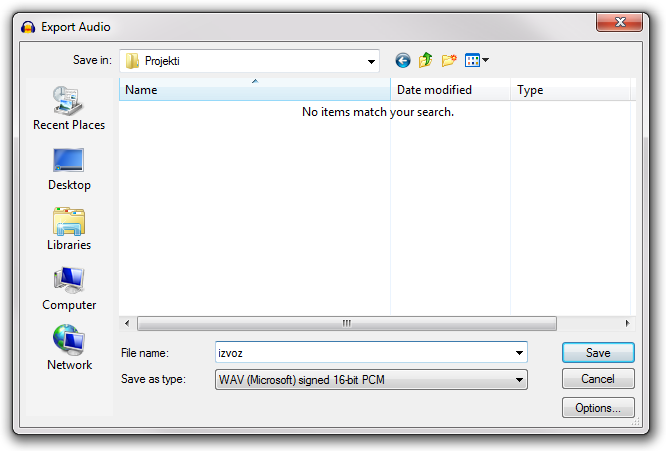 Export Audio
Save in: Projekti
Name Date modified Type
No items match your search.
Recent Places
Desktop
Libraries
Computer
Network
File name: izvoz Save
Save as type: WAV (Microsoft) signed 16-bit PCM Cancel
Options...